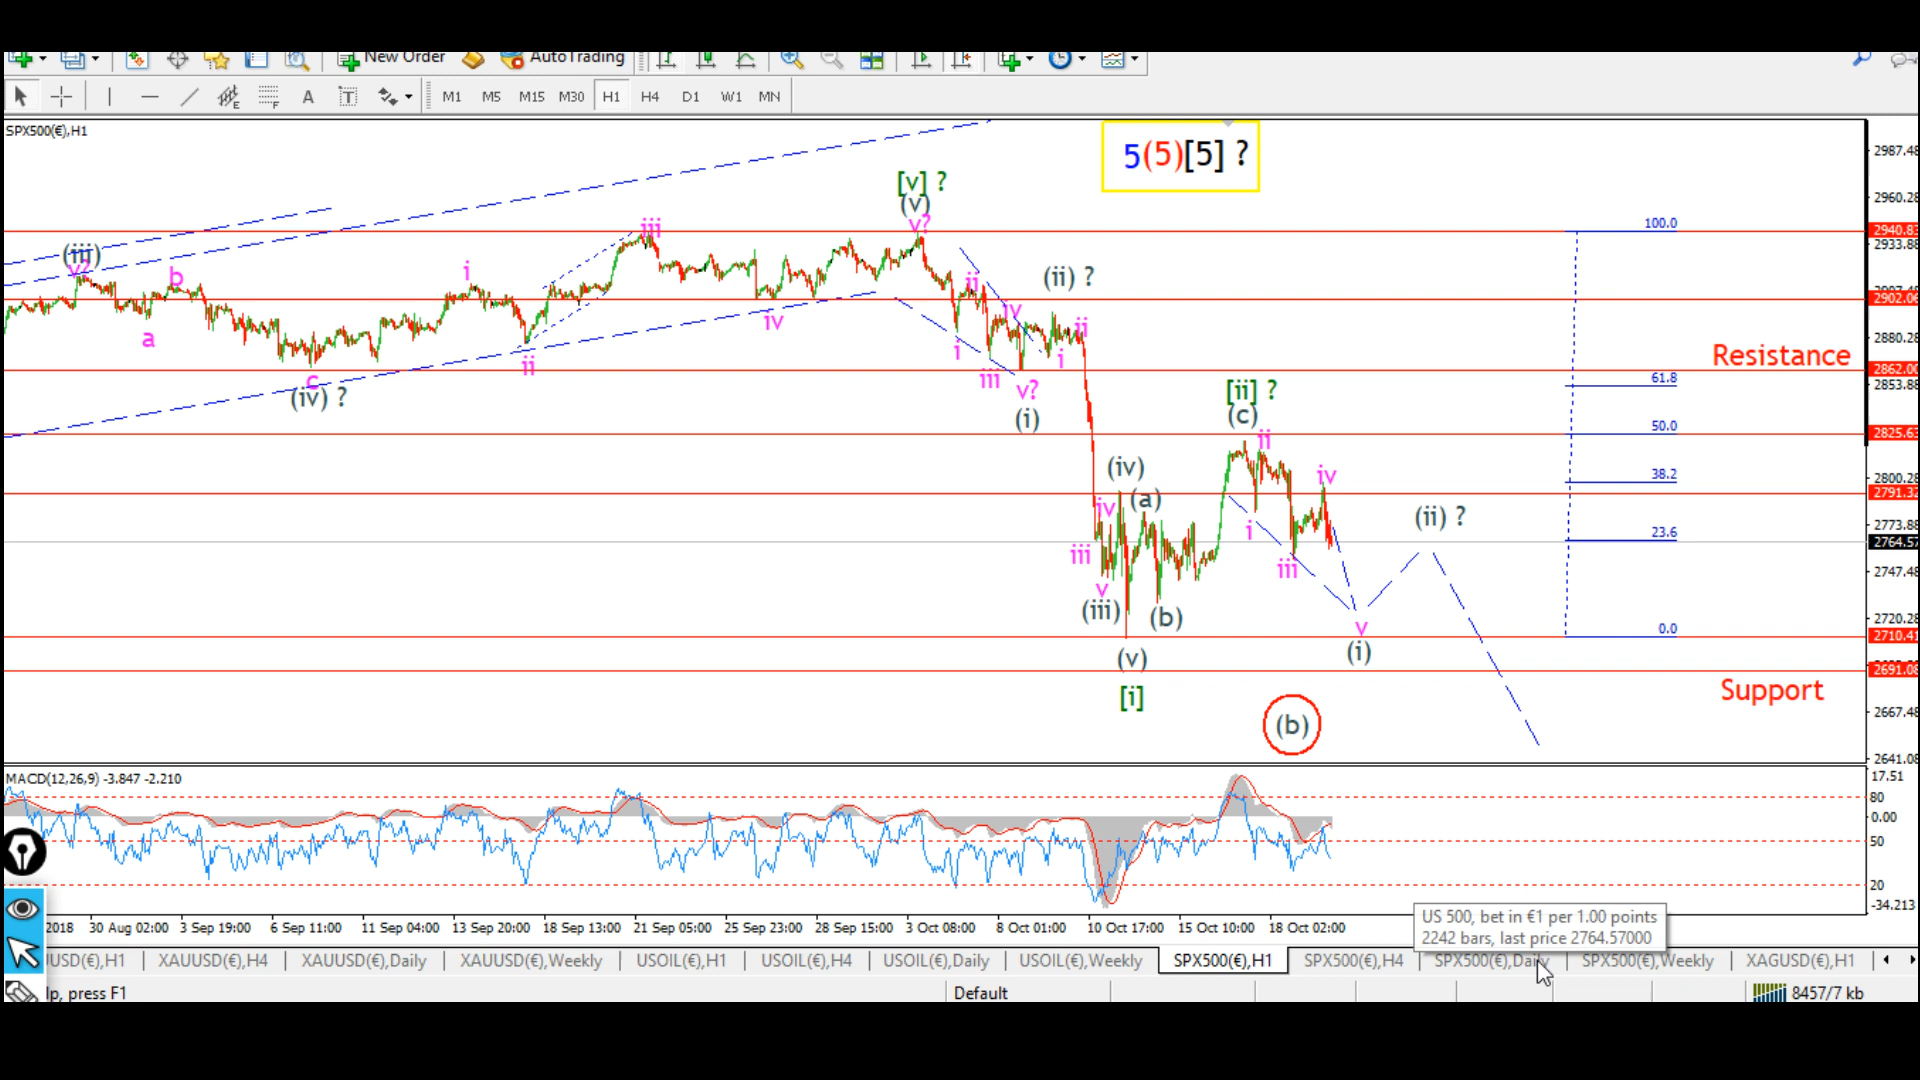 New Order
AutoTrading
E
F
A
T
M1 M5 M15 M30 H1 H4 D1 W1 MN
SPX500(€),H1
5(5)[5] ?
2987.48
2960.28
2940.83
2933.88
2902.06
2880.28
2862.00
2853.88
2825.63
2800.28
2791.32
2773.88
2764.57
2747.48
2720.28
2710.41
2691.08
2667.48
2641.08
100.0
61.8
50.0
38.2
23.6
0.0
Resistance
Support
(iii)
v?
b
a
c
(iv) ?
i
ii
iii
iv
[v] ?
(v)
v?
ii
i
iv
iii
v?
(i)
(ii) ?
ii
i
(iv)
(a)
iv
iii
v
(iii)
(b)
(v)
[i]
[ii] ?
(c)
ii
i
iv
iii
v
(i)
(ii) ?
(b)
MACD(12,26,9) -3.847 -2.210
17.51
80
0.00
50
20
-34.213
2018 30 Aug 02:00 3 Sep 19:00 6 Sep 11:00 11 Sep 04:00 13 Sep 20:00 18 Sep 13:00 21 Sep 05:00 25 Sep 23:00 28 Sep 15:00 3 Oct 08:00 8 Oct 01:00 10 Oct 17:00 15 Oct 10:00 18 Oct 02:00
US 500, bet in €1 per 1.00 points
2242 bars, last price 2764.57000
USD(€),H1 XAUUSD(€),H4 XAUUSD(€),Daily XAUUSD(€),Weekly USOIL(€),H1 USOIL(€),H4 USOIL(€),Daily USOIL(€),Weekly SPX500(€),H1 SPX500(€),H4 SPX500(€),Daily SPX500(€),Weekly XAGUSD(€),H1
lp, press F1
Default
8457/7 kb